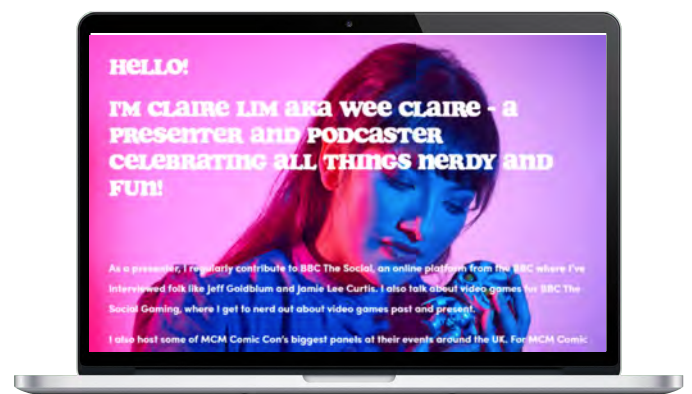 HELLO!
I'M CLAIRE LIM AKA WEE CLAIRE - A
PRESENTER AND PODCASTER
CELEBRATING ALL THINGS NERDY AND
FUN!
As a presenter, I regularly contribute to BBC The Social, an online platform from the BBC where I've
interviewed folk like Jeff Goldblum and Jamie Lee Curtis. I also talk about video games for BBC The
Social Gaming, where I get to nerd out about video games past and present.
I also host some of MCM Comic Con's biggest panels at their events around the UK. For MCM Comic